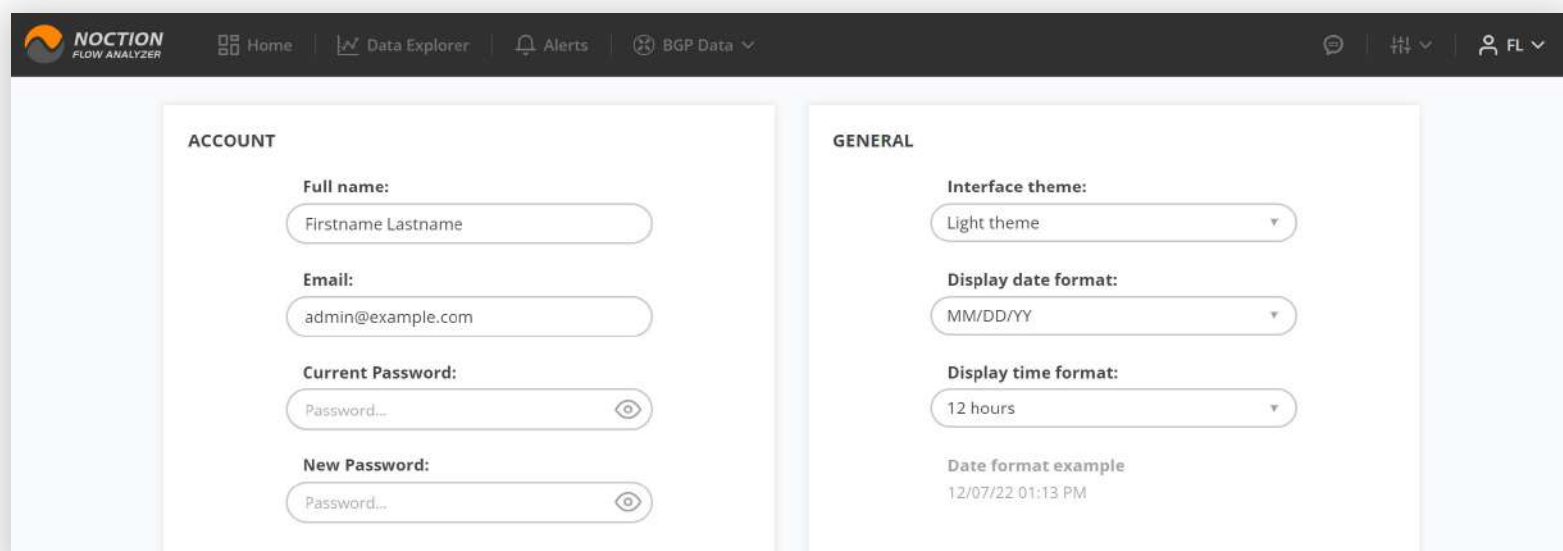 NOCTION
FLOW ANALYZER
Home
Data Explorer
Alerts
BGP Data
FL
ACCOUNT
Full name:
Firstname Lastname
Email:
admin@example.com
Current Password:
Password...
New Password:
Password...
GENERAL
Interface theme:
Light theme
Display date format:
MM/DD/YY
Display time format:
12 hours
Date format example
12/07/22 01:13 PM